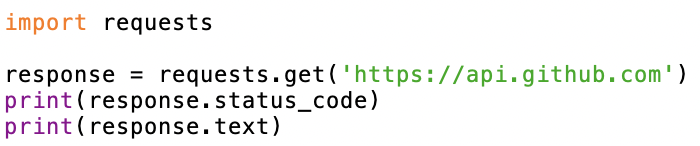 import requests

response = requests.get('https://api.github.com')
print(response.status_code)
print(response.text)